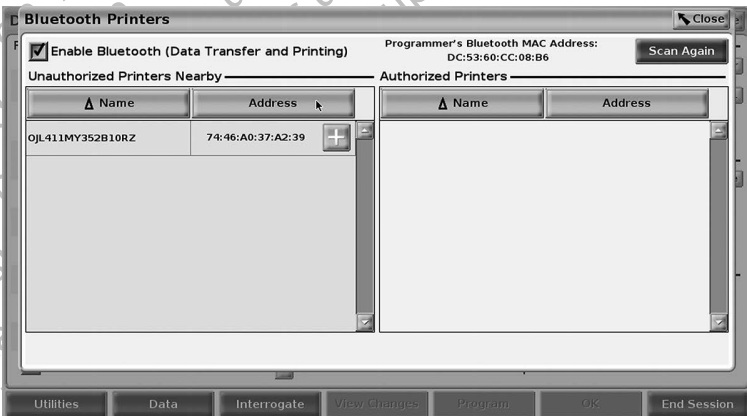 Bluetooth Printers
Close
Enable Bluetooth (Data Transfer and Printing)
Programmer's Bluetooth MAC Address:
DC:53:60:CC:08:B6
Scan Again
Unauthorized Printers Nearby
Authorized Printers
Δ Name
Address
Δ Name
Address
OJL411MY352B10RZ
74:46:A0:37:A2:39
Utilities
Data
Interrogate
View Changes
Program
OK
End Session